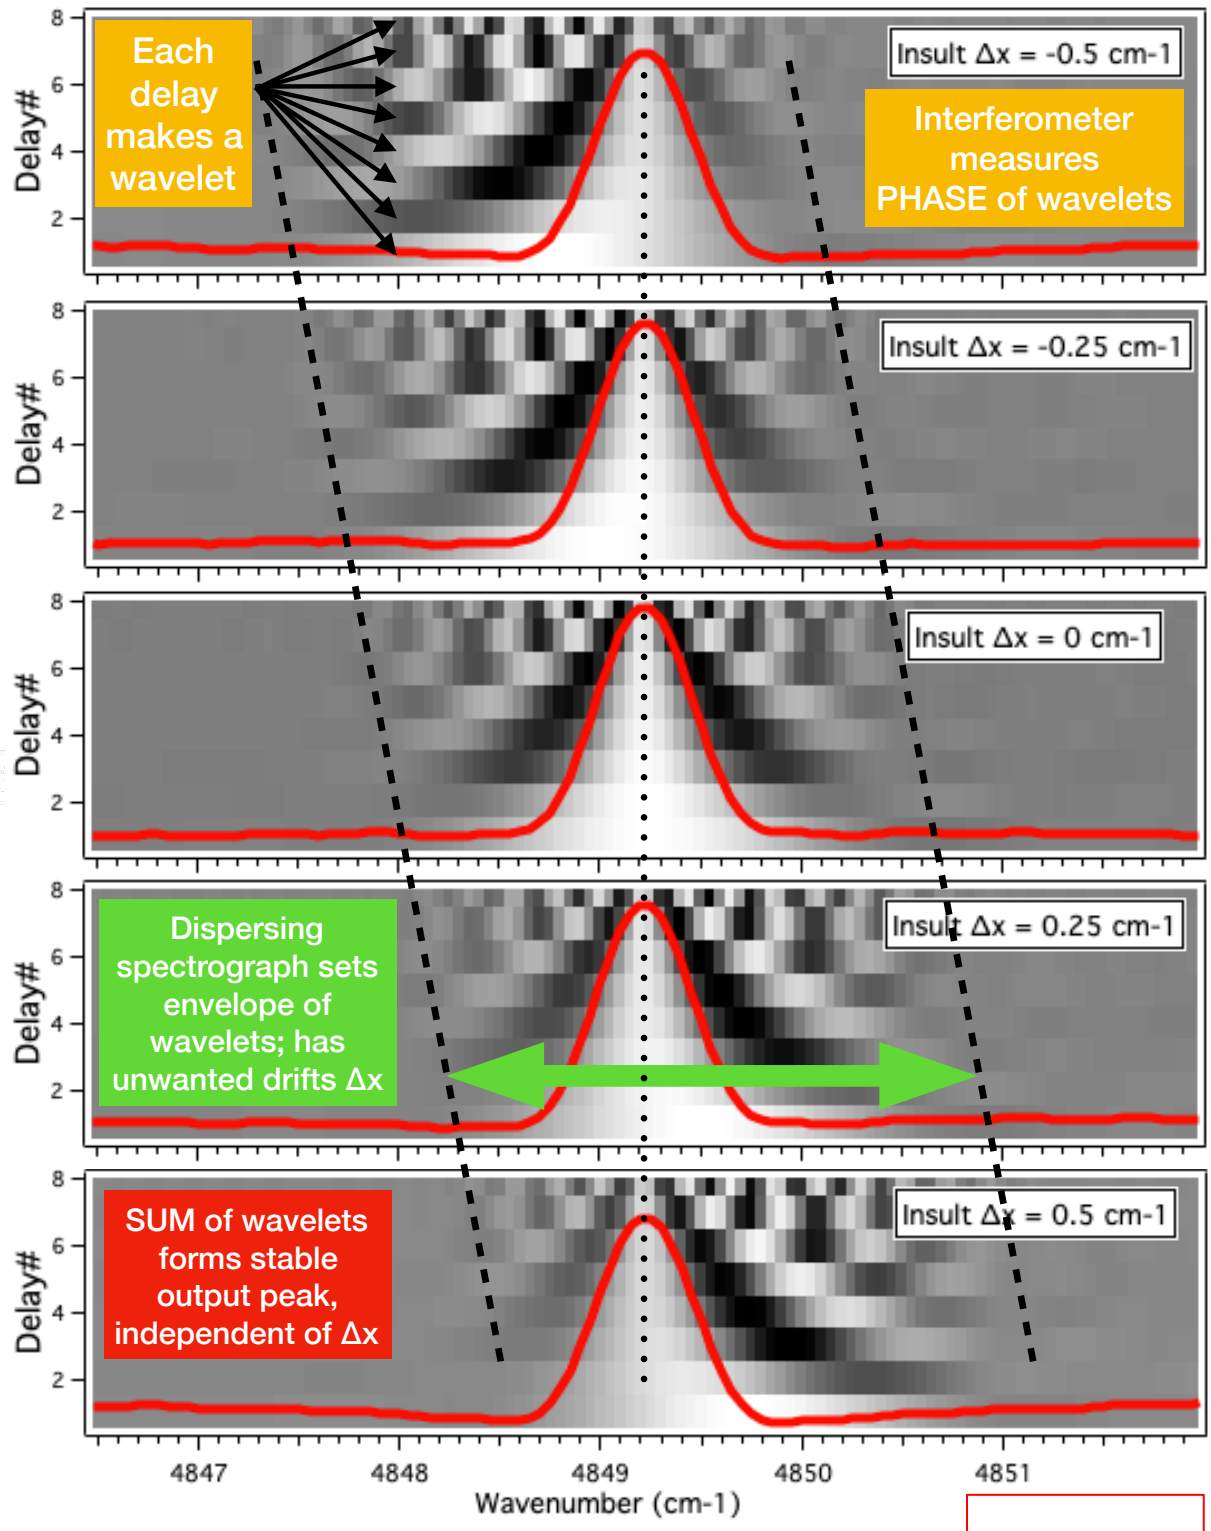 8
6
4
2
Delay#
Each
delay
makes a
wavelet
Insult Δx = -0.5 cm-1
Interferometer
measures
PHASE of wavelets
8
6
4
2
Delay#
Insult Δx = -0.25 cm-1
8
6
4
2
Delay#
Insult Δx = 0 cm-1
8
6
4
2
Delay#
Dispersing
spectrograph sets
envelope of
wavelets; has
unwanted drifts Δx
Insult Δx = 0.25 cm-1
8
6
4
2
Delay#
SUM of wavelets
forms stable
output peak,
independent of Δx
Insult Δx = 0.5 cm-1
4847 4848 4849 4850 4851
Wavenumber (cm-1)